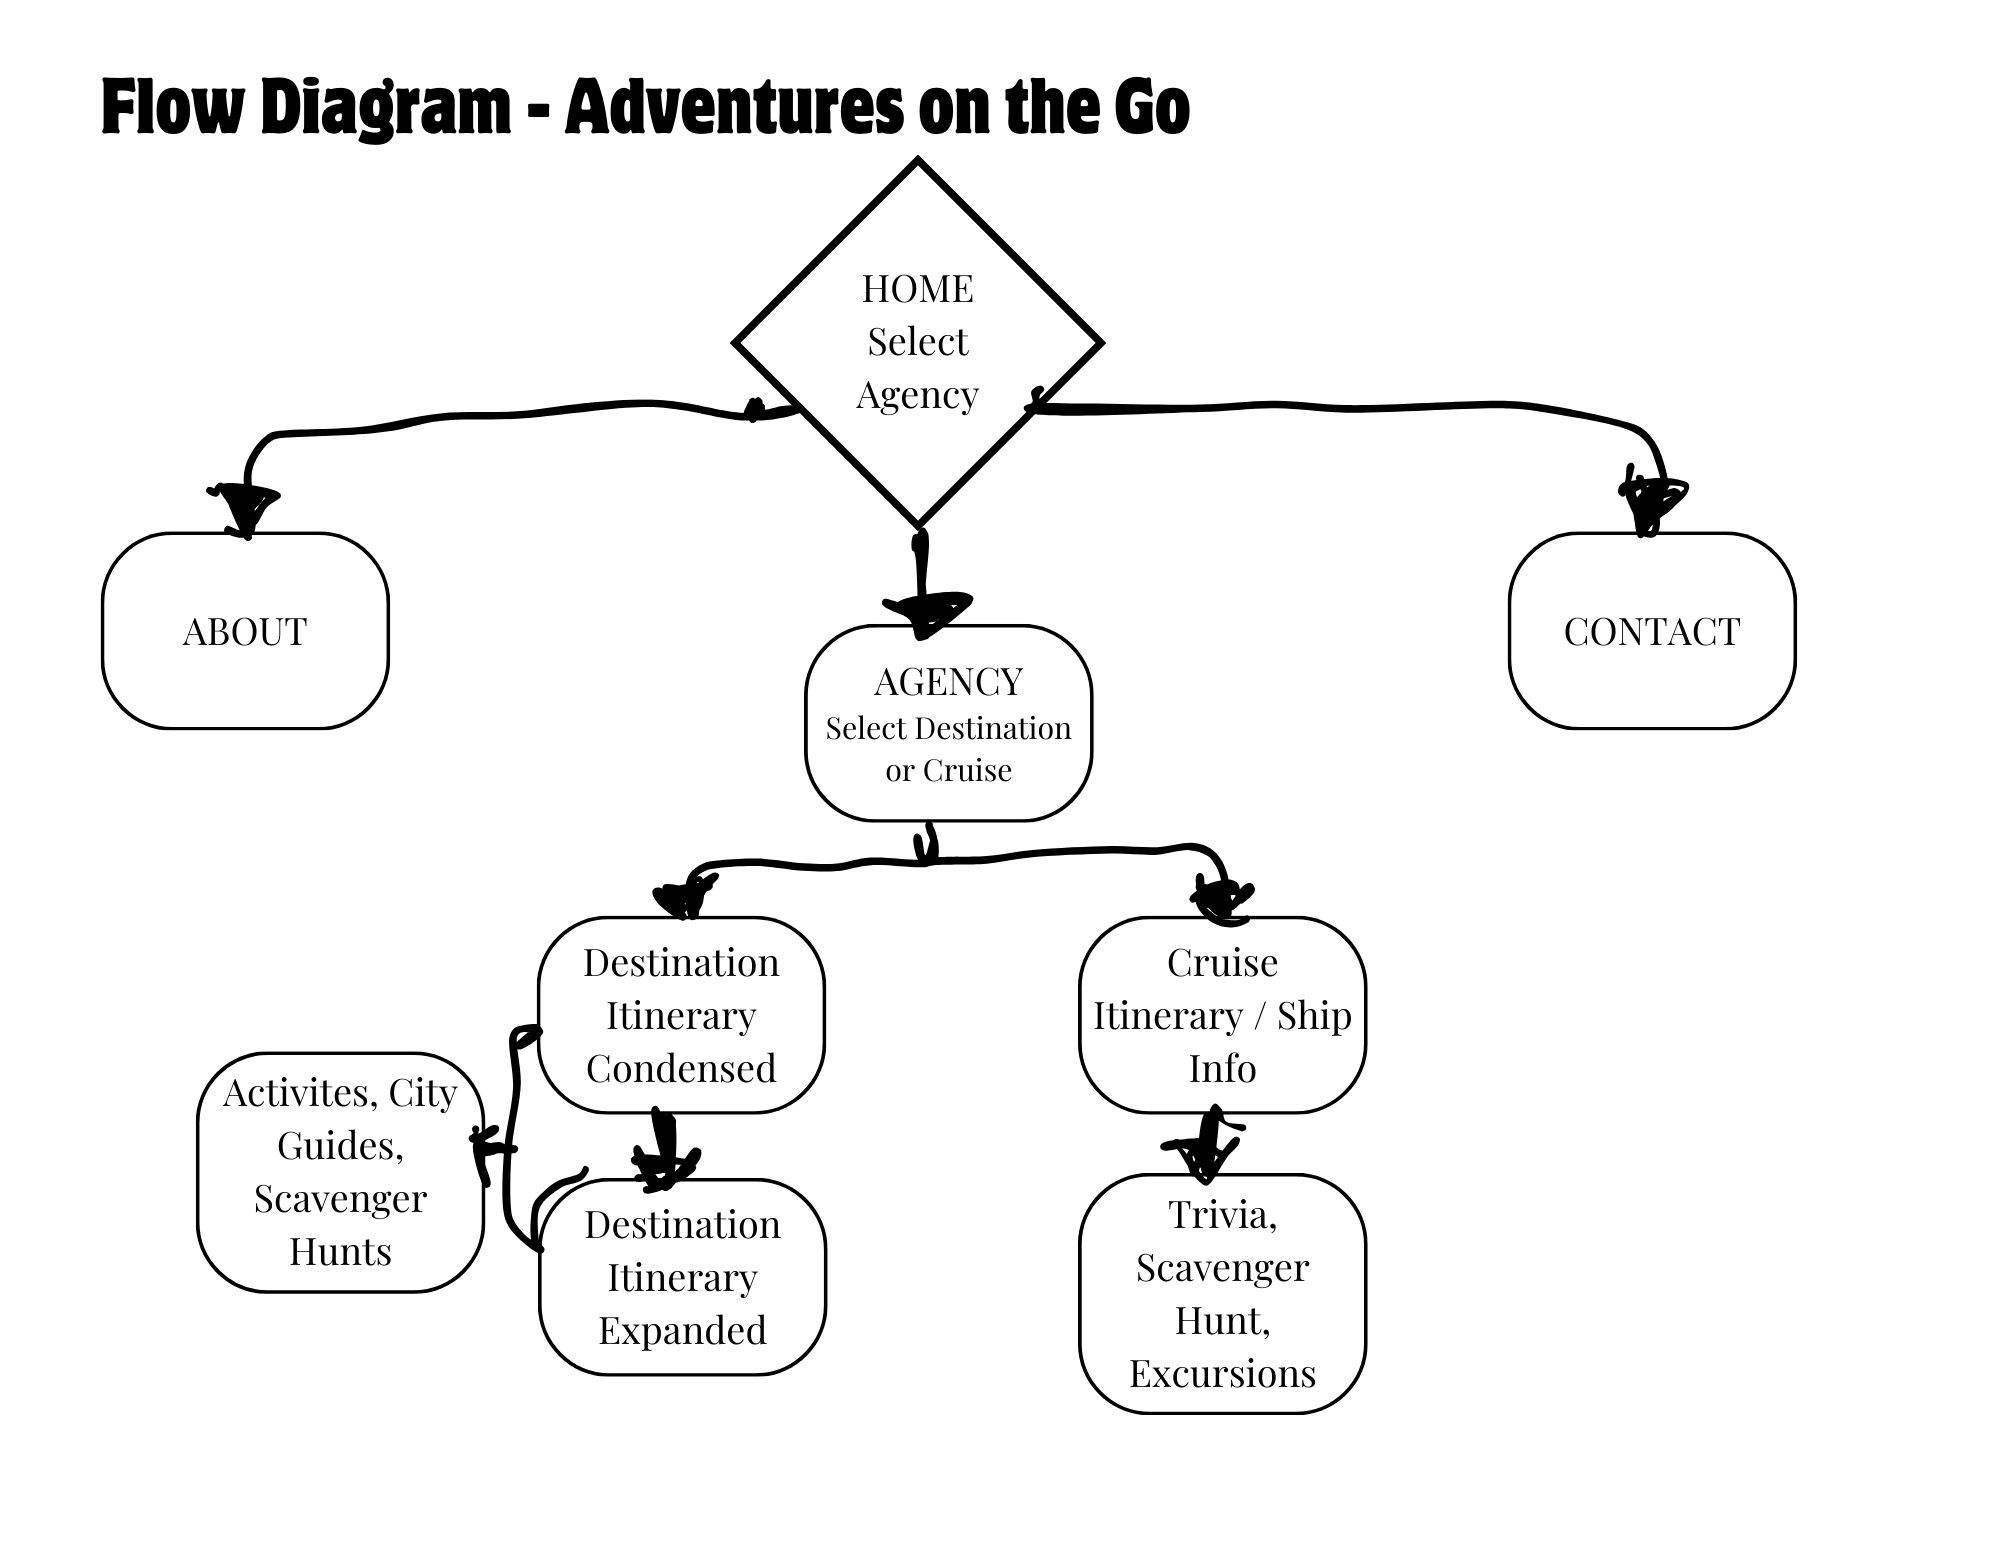 Flow Diagram - Adventures on the Go
HOME
Select
Agency
ABOUT
CONTACT
AGENCY
Select Destination
or Cruise
Destination
Itinerary
Condensed
Cruise
Itinerary / Ship
Info
Activites, City
Guides,
Scavenger
Hunts
Destination
Itinerary
Expanded
Trivia,
Scavenger
Hunt,
Excursions